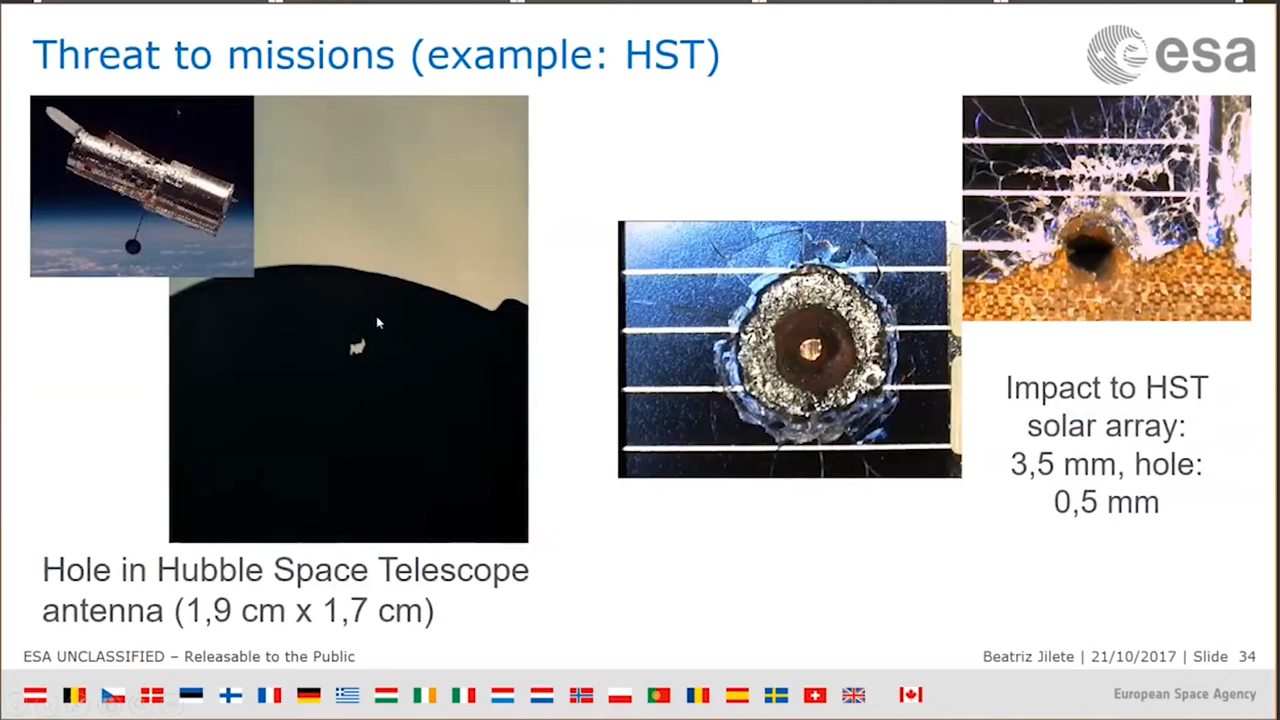 Threat to missions (example: HST)
esa
Impact to HST
solar array:
3,5 mm, hole:
0,5 mm
Hole in Hubble Space Telescope
antenna (1,9 cm x 1,7 cm)
ESA UNCLASSIFIED – Releasable to the Public
Beatriz Jilete | 21/10/2017 | Slide 34
European Space Agency